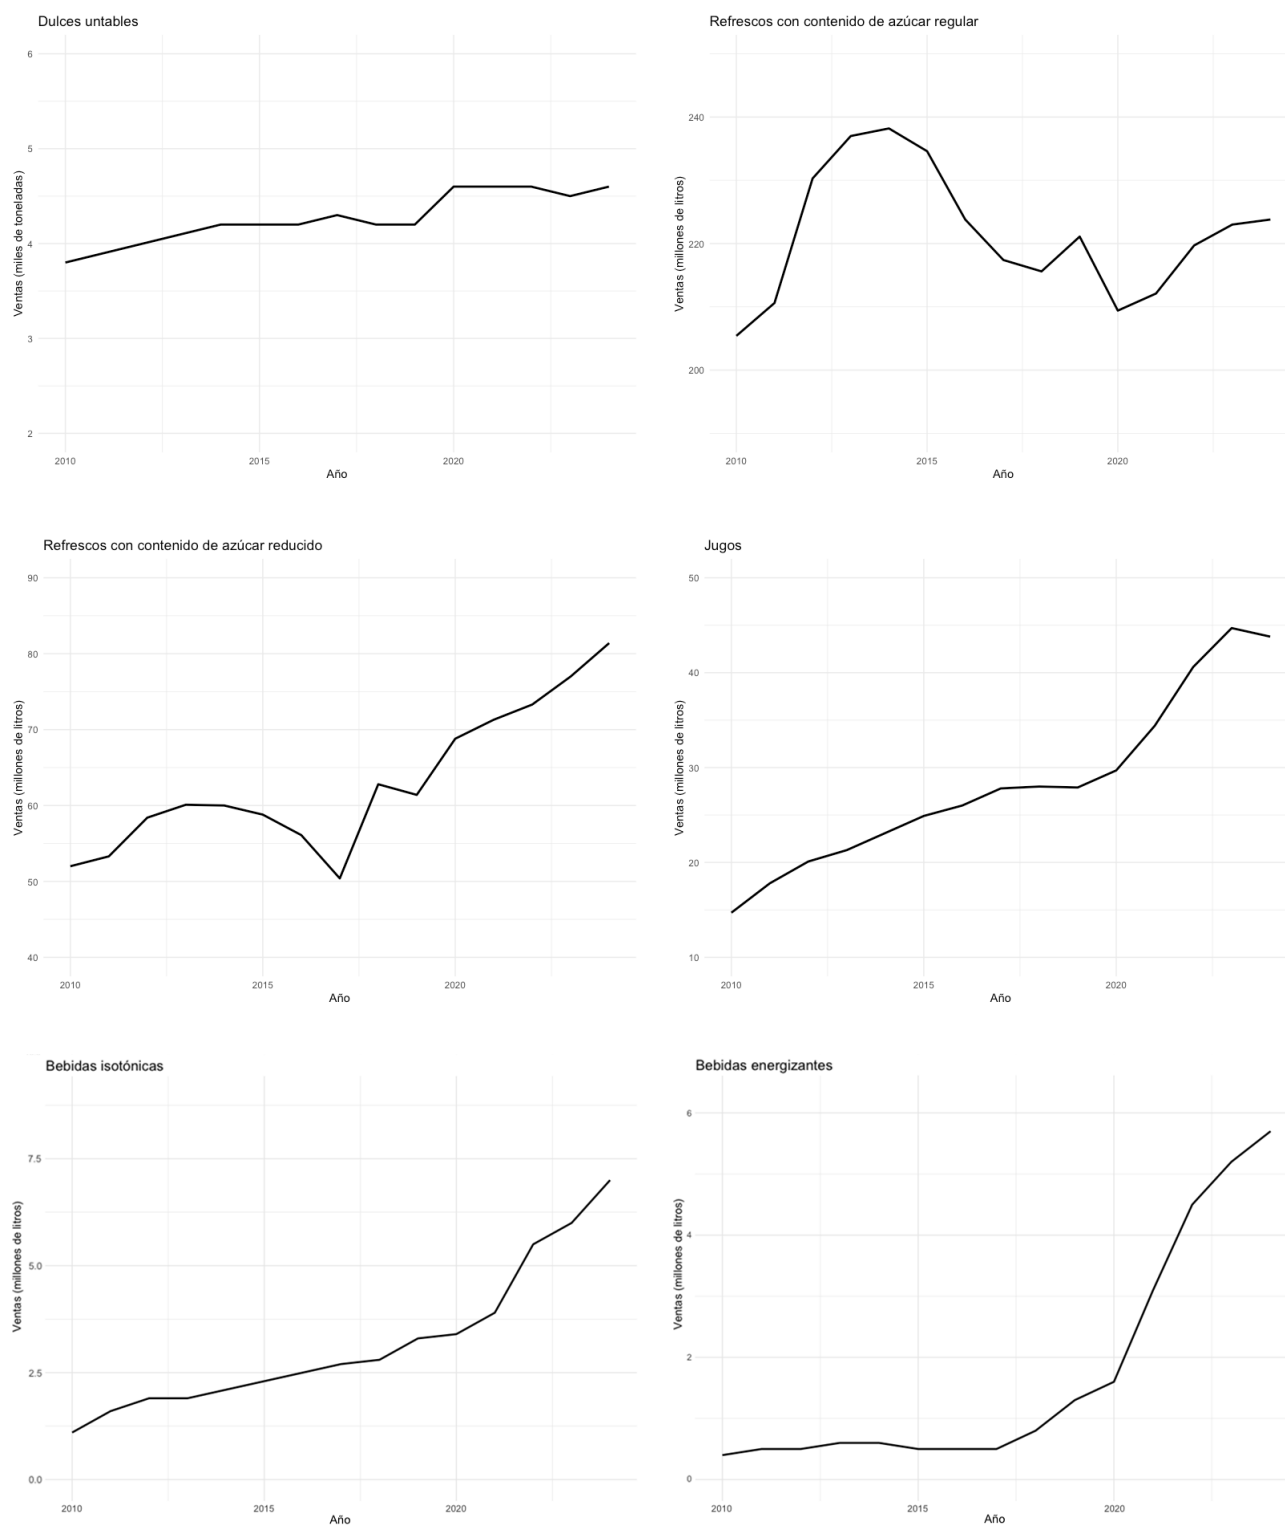 Dulces untables
Ventas (miles de toneladas)
6
5
4
3
2
2010 2015 2020
Año
Refrescos con contenido de azúcar regular
Ventas (millones de litros)
240
220
200
2010 2015 2020
Año
Refrescos con contenido de azúcar reducido
Ventas (millones de litros)
90
80
70
60
50
40
2010 2015 2020
Año
Jugos
Ventas (millones de litros)
50
40
30
20
10
2010 2015 2020
Año
Bebidas isotónicas
Ventas (millones de litros)
7.5
5.0
2.5
0.0
2010 2015 2020
Año
Bebidas energizantes
Ventas (millones de litros)
6
4
2
0
2010 2015 2020
Año